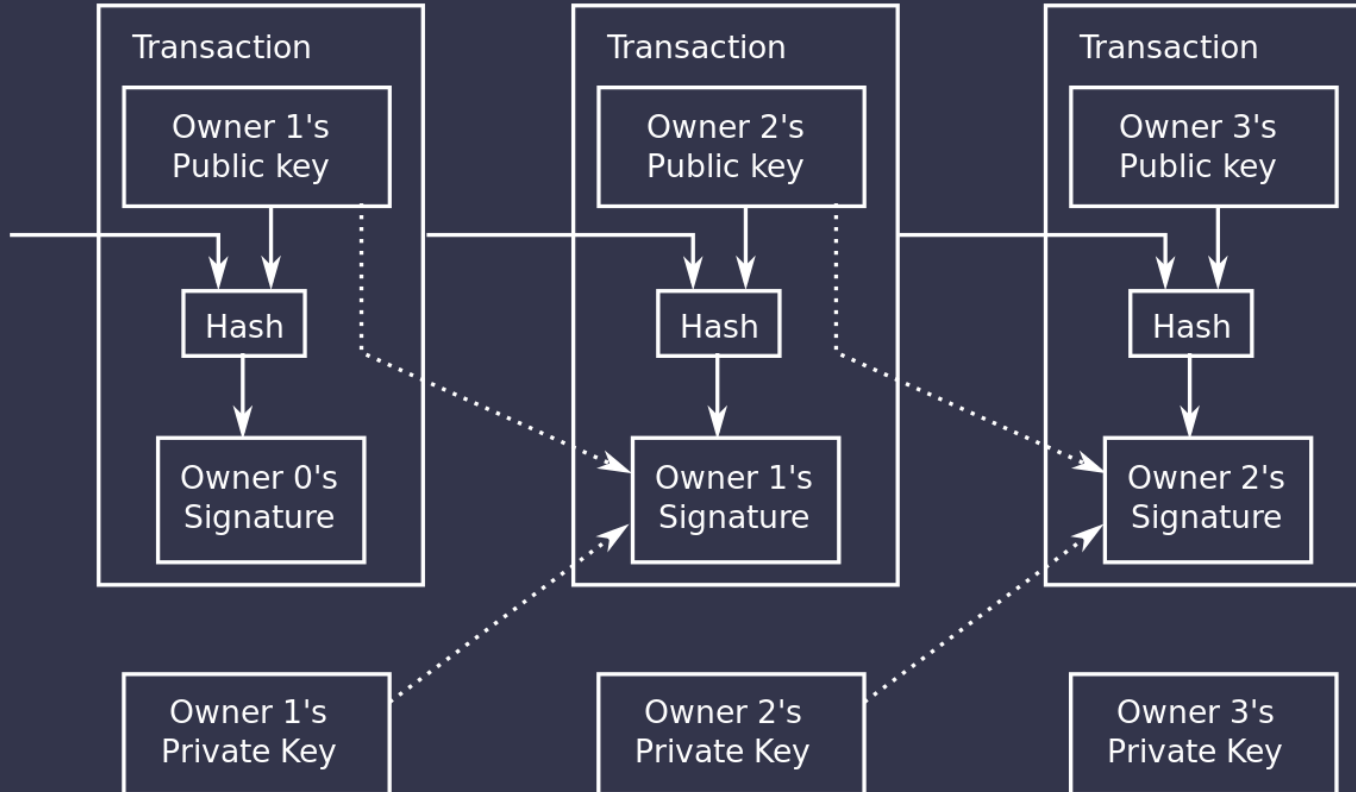 Transaction
Owner 1's
Public key
Hash
Owner 0's
Signature
Owner 1's
Private Key
Transaction
Owner 2's
Public key
Hash
Owner 1's
Signature
Owner 2's
Private Key
Transaction
Owner 3's
Public key
Hash
Owner 2's
Signature
Owner 3's
Private Key